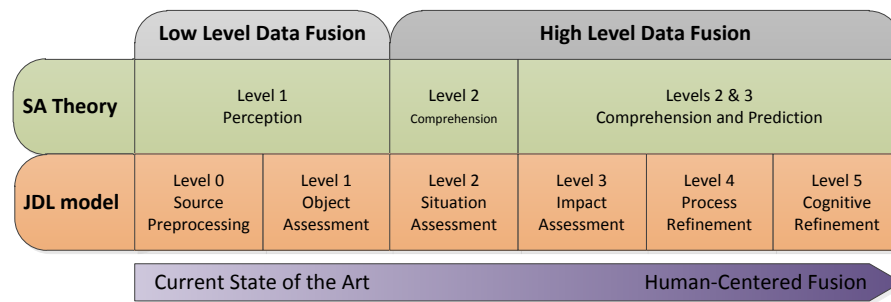 Low Level Data Fusion
High Level Data Fusion
SA Theory
Level 1
Perception
Level 2
Comprehension
Levels 2 & 3
Comprehension and Prediction
JDL model
Level 0
Source
Preprocessing
Level 1
Object
Assessment
Level 2
Situation
Assessment
Level 3
Impact
Assessment
Level 4
Process
Refinement
Level 5
Cognitive
Refinement
Current State of the Art
Human-Centered Fusion